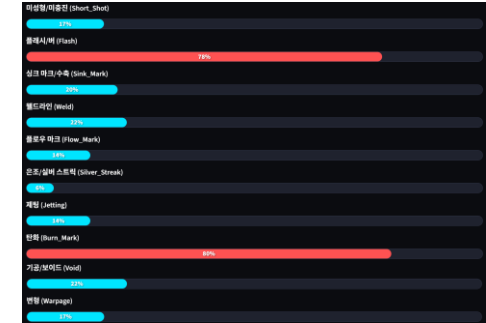 미성형/미충진 (Short_Shot)
17%
플래시/버 (Flash)
78%
싱크 마크/수축 (Sink_Mark)
20%
웰드라인 (Weld)
22%
플로우 마크 (Flow_Mark)
14%
은조/실버 스트릭 (Silver_Streak)
6%
제팅 (Jetting)
14%
탄화 (Burn_Mark)
80%
기공/보이드 (Void)
22%
변형 (Warpage)
17%